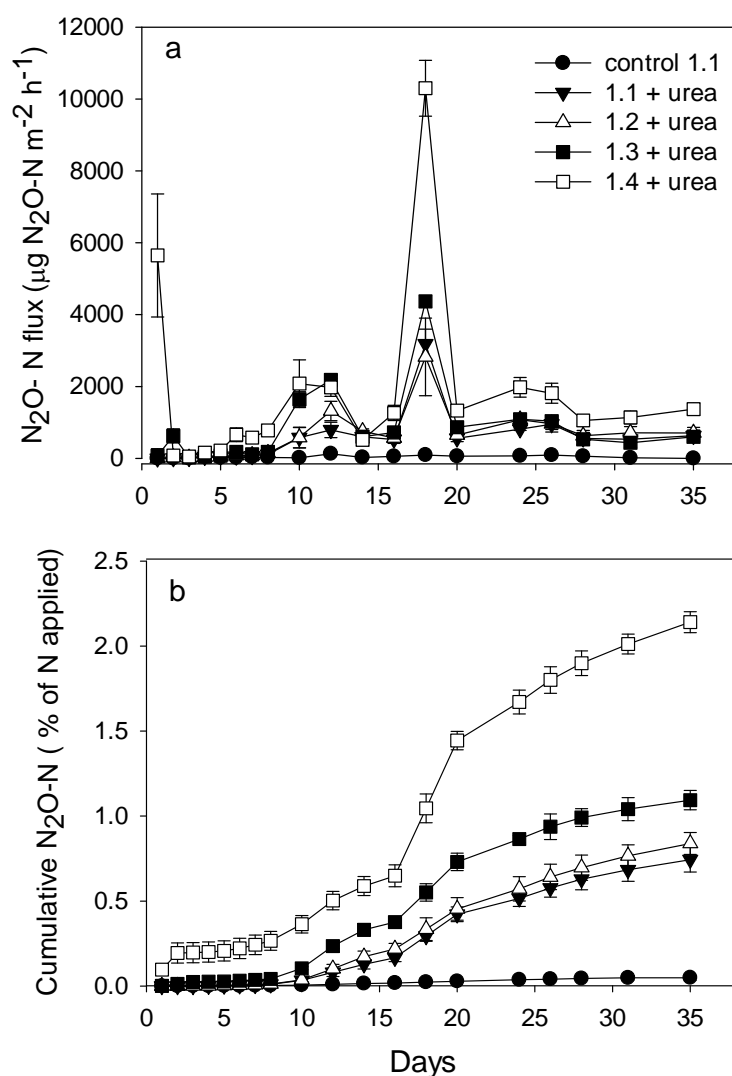 a
N₂O- N flux (µg N₂O-N m⁻² h⁻¹)
12000
10000
8000
6000
4000
2000
0
control 1.1
1.1 + urea
1.2 + urea
1.3 + urea
1.4 + urea
0 5 10 15 20 25 30 35
b
Cumulative N₂O-N ( % of N applied)
2.5
2.0
1.5
1.0
0.5
0.0
0 5 10 15 20 25 30 35
Days